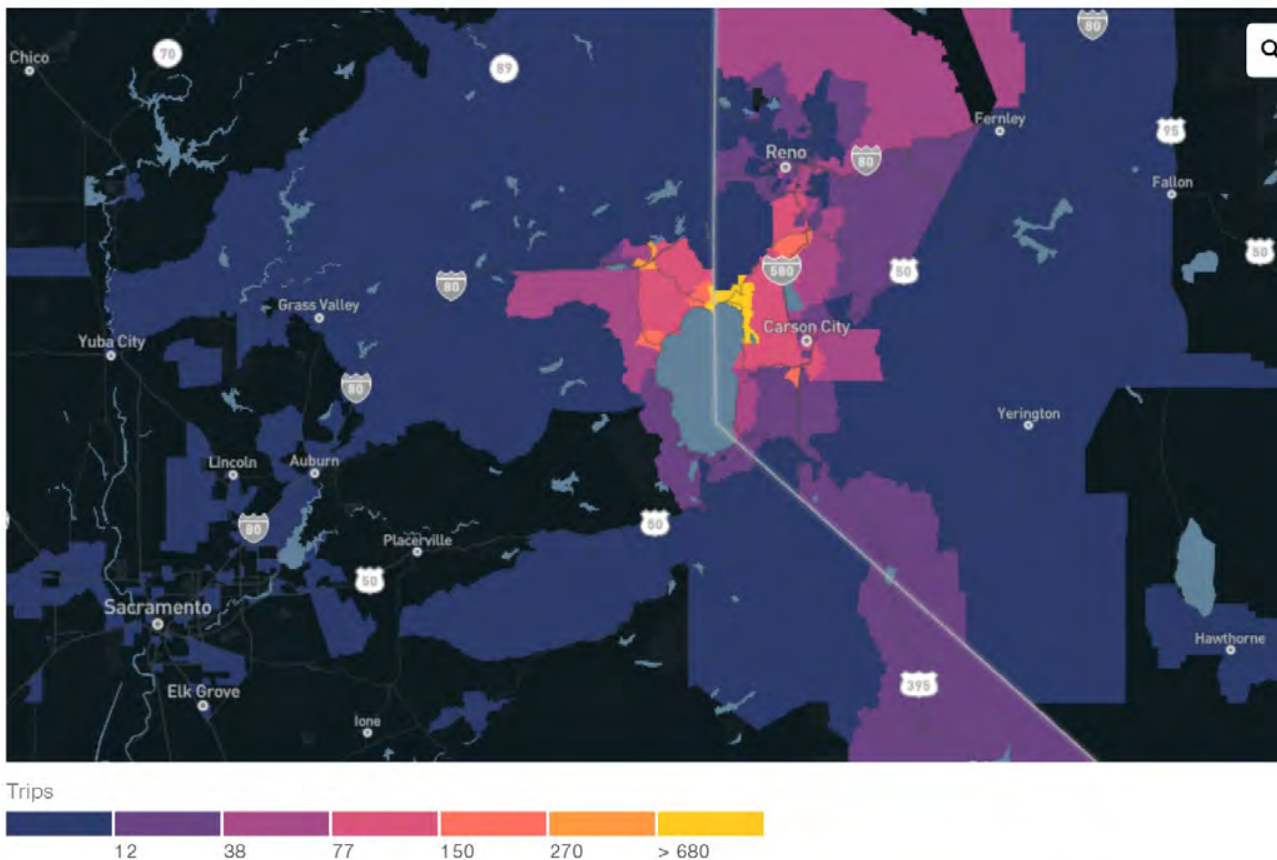 Chico
70
89
80
Fernley
95
Reno
80
Fallon
50
580
50
80
Grass Valley
Carson City
Yuba City
80
Yerington
Lincoln
Auburn
80
50
Placerville
50
Sacramento
Hawthorne
Elk Grove
395
Ione
Trips
12 38 77 150 270 > 680